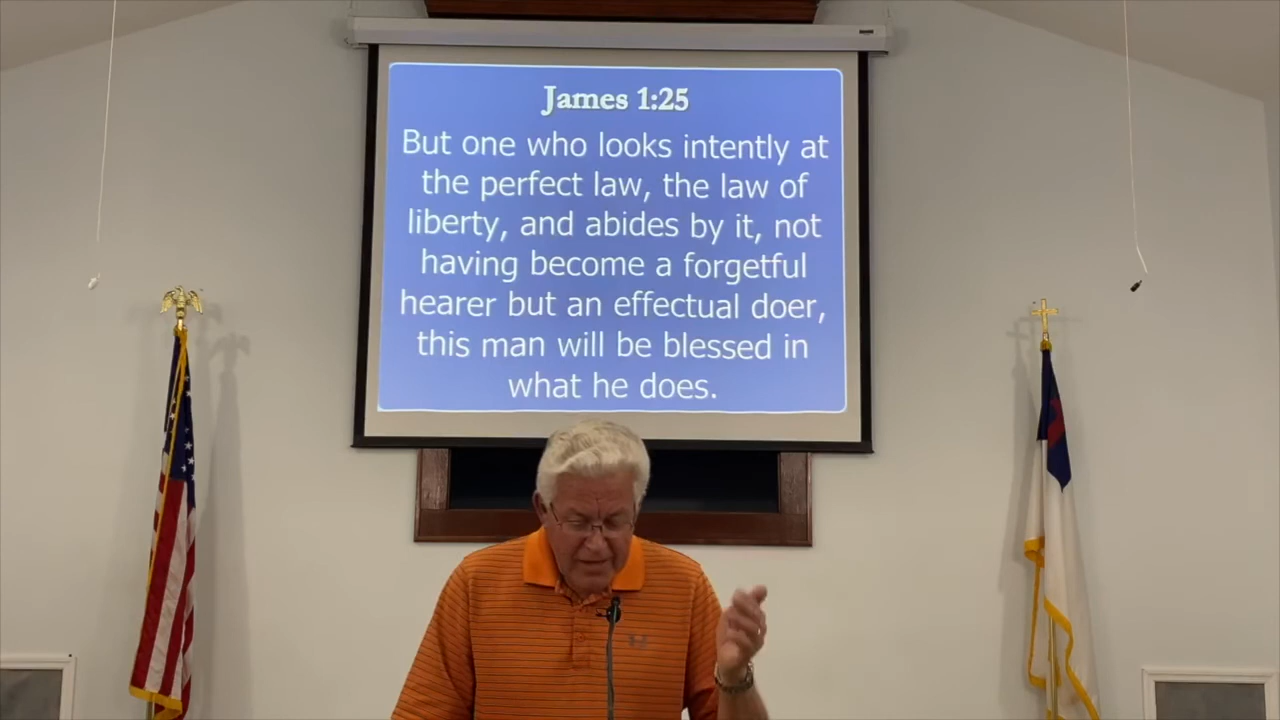 James 1:25
But one who looks intently at
the perfect law, the law of
liberty, and abides by it, not
having become a forgetful
hearer but an effectual doer,
this man will be blessed in
what he does.